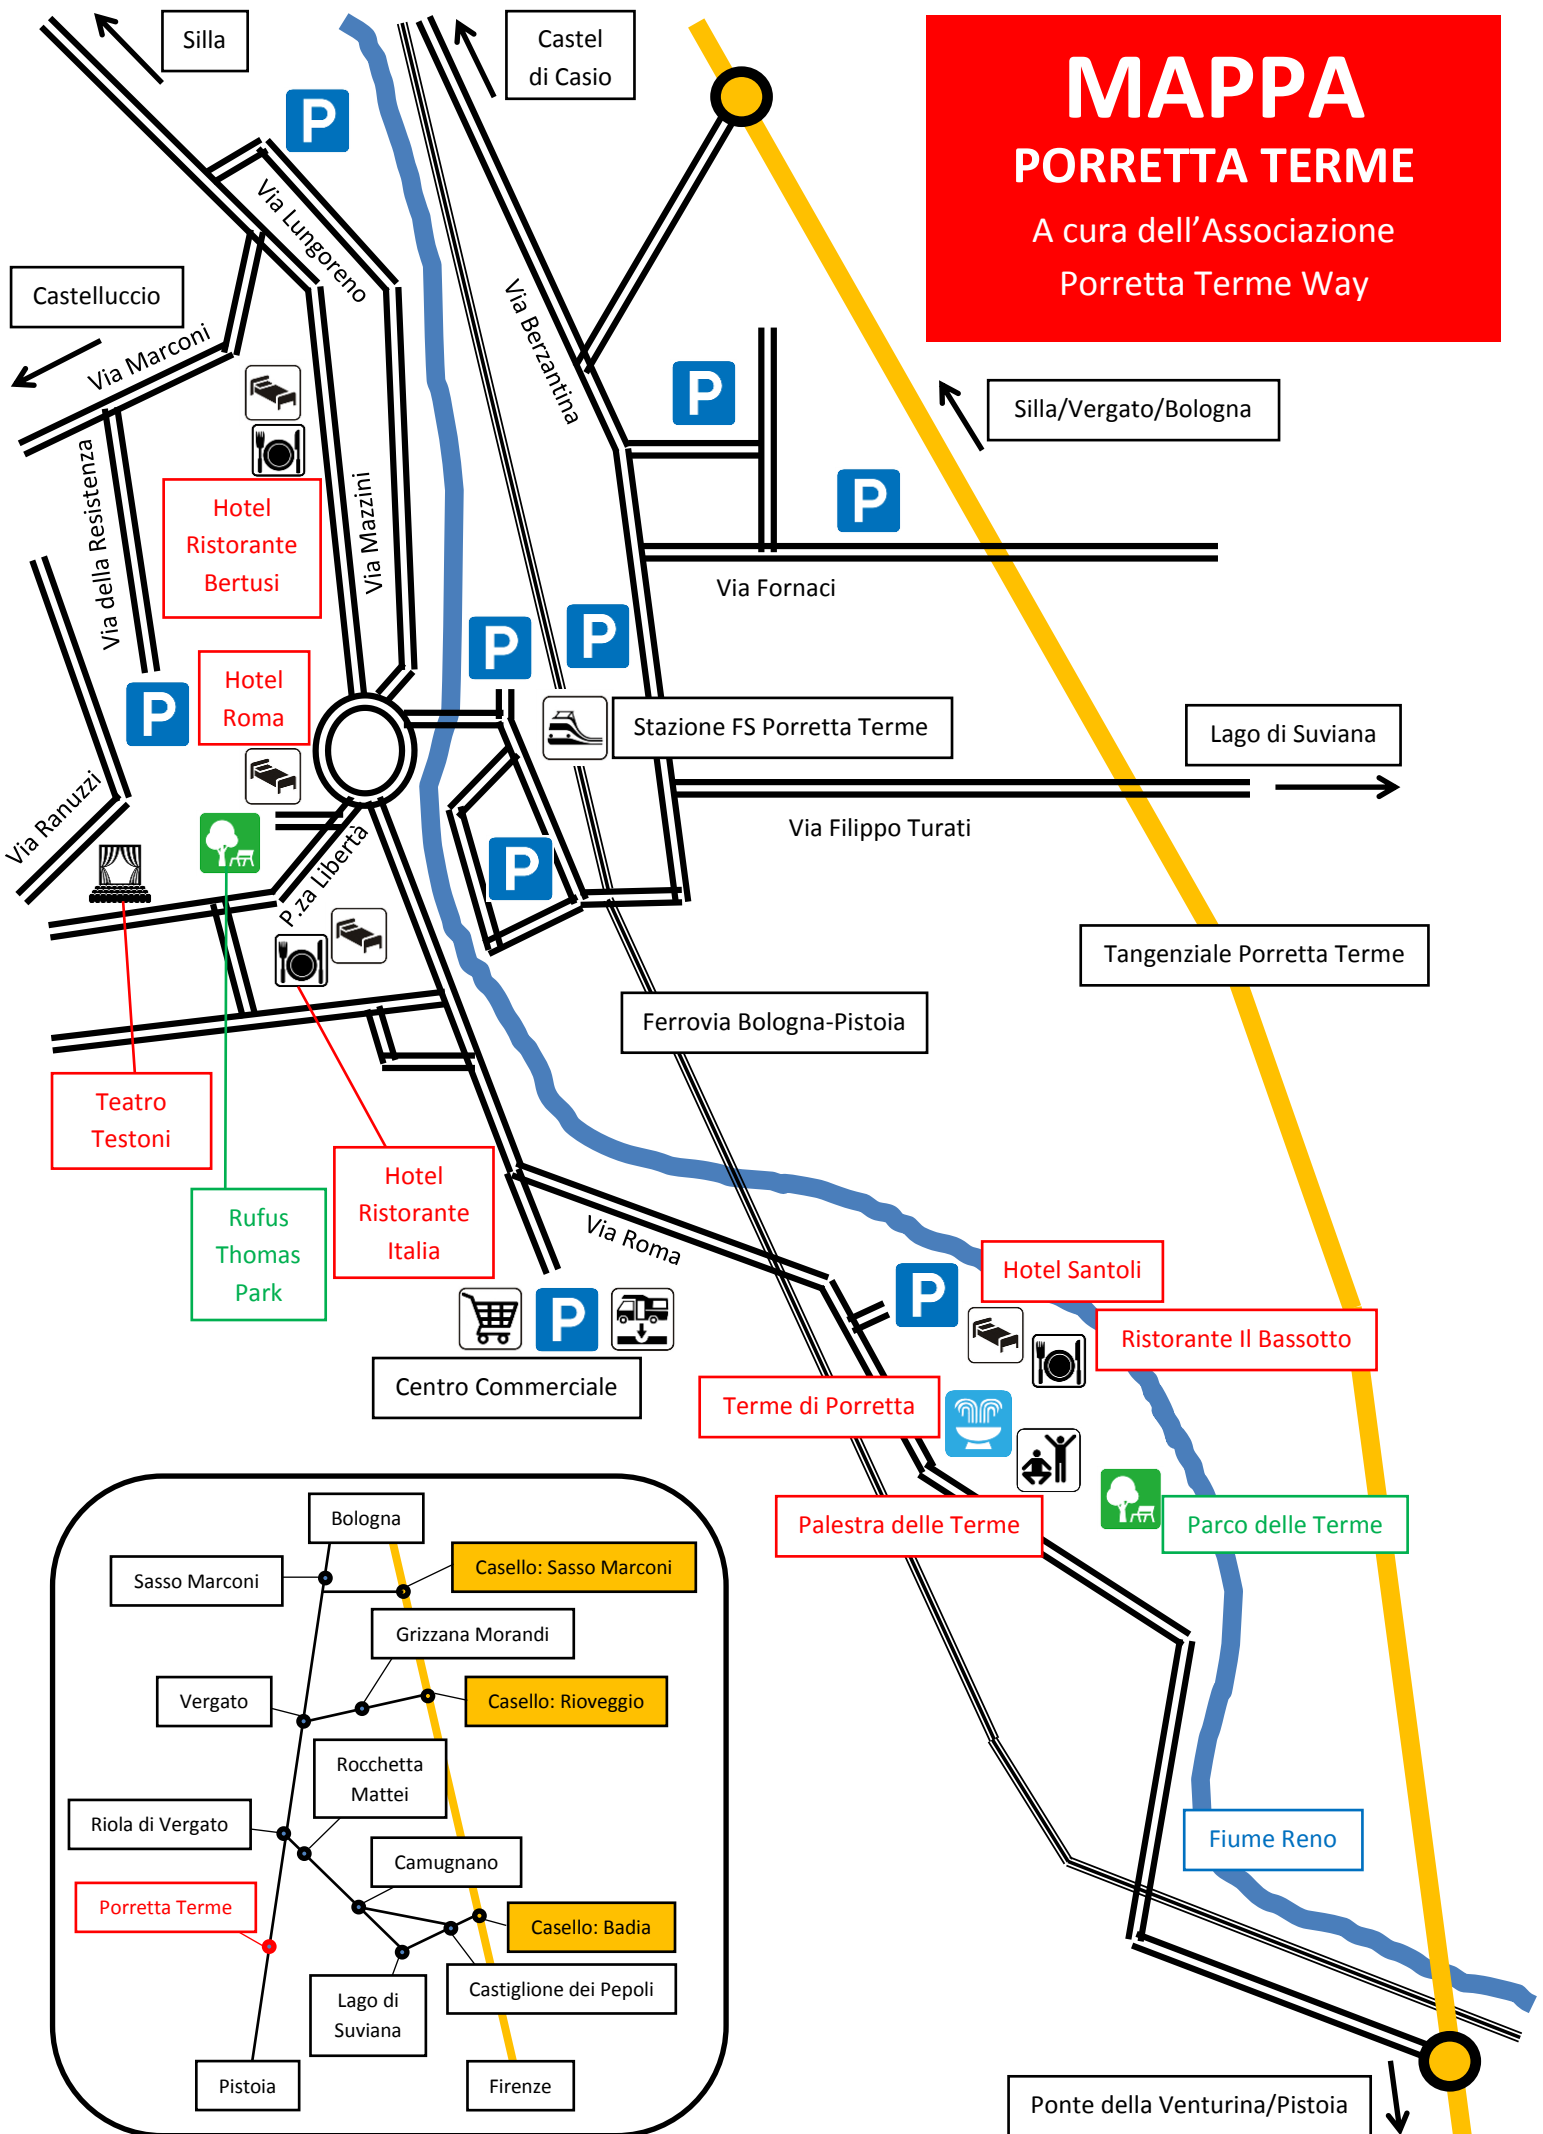 MAPPA
PORRETTA TERME
A cura dell'Associazione
Porretta Terme Way
Silla
Castel
di Casio
P
Via Lungoreno
Castelluccio
Via Marconi
Via Berzantina
P
Silla/Vergato/Bologna
Via della Resistenza
Via Mazzini
Hotel
Ristorante
Bertusi
P
Via Fornaci
P
P
Hotel
Roma
P
Stazione FS Porretta Terme
Lago di Suviana
Via Ranuzzi
P.za Libertà
Via Filippo Turati
P
Tangenziale Porretta Terme
Ferrovia Bologna-Pistoia
Teatro
Testoni
Rufus
Thomas
Park
Hotel
Ristorante
Italia
Via Roma
P
Centro Commerciale
P
Hotel Santoli
Ristorante Il Bassotto
Terme di Porretta
Palestra delle Terme
Parco delle Terme
Fiume Reno
Ponte della Venturina/Pistoia
Bologna
Sasso Marconi
Casello: Sasso Marconi
Grizzana Morandi
Vergato
Casello: Rioveggio
Rocchetta
Mattei
Riola di Vergato
Camugnano
Porretta Terme
Casello: Badia
Castiglione dei Pepoli
Lago di
Suviana
Pistoia
Firenze